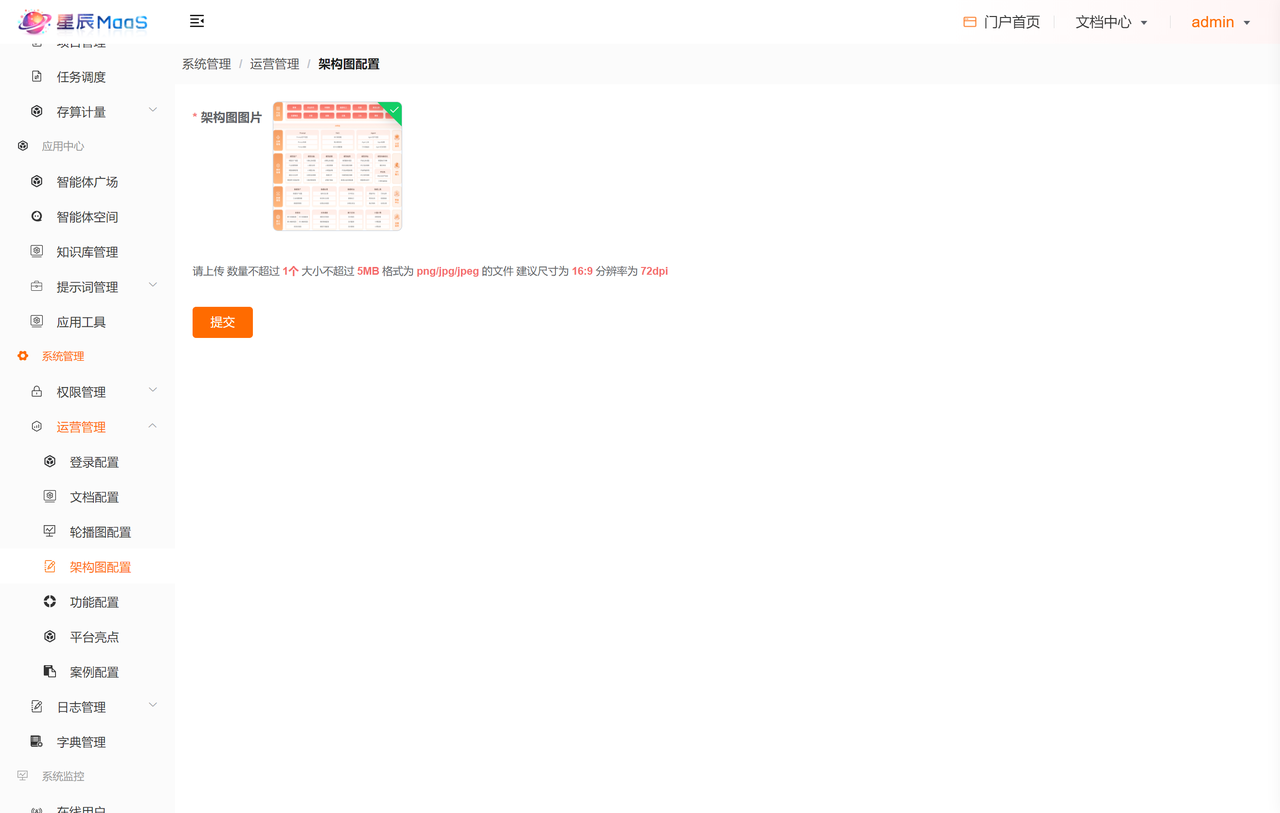 星辰MaaS
门户首页
文档中心
admin
系统管理 / 运营管理 / 架构图配置
项目管理
任务调度
存算计量
应用中心
智能体广场
智能体空间
知识库管理
提示词管理
应用工具
系统管理
权限管理
运营管理
登录配置
文档配置
轮播图配置
架构图配置
功能配置
平台亮点
案例配置
日志管理
字典管理
系统监控
在线用户
* 架构图图片
请上传 数量不超过 1个 大小不超过 5MB 格式为 png/jpg/jpeg 的文件 建议尺寸为 16:9 分辨率为 72dpi
提交